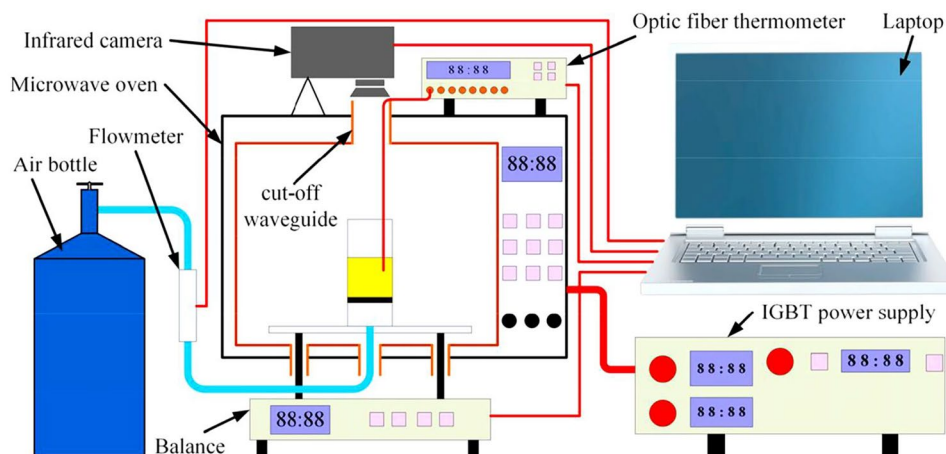 Infrared camera
Optic fiber thermometer
Laptop
Microwave oven
88:88
Flowmeter
Air bottle
88:88
cut-off
waveguide
IGBT power supply
88:88
88:88
88:88
88:88
Balance